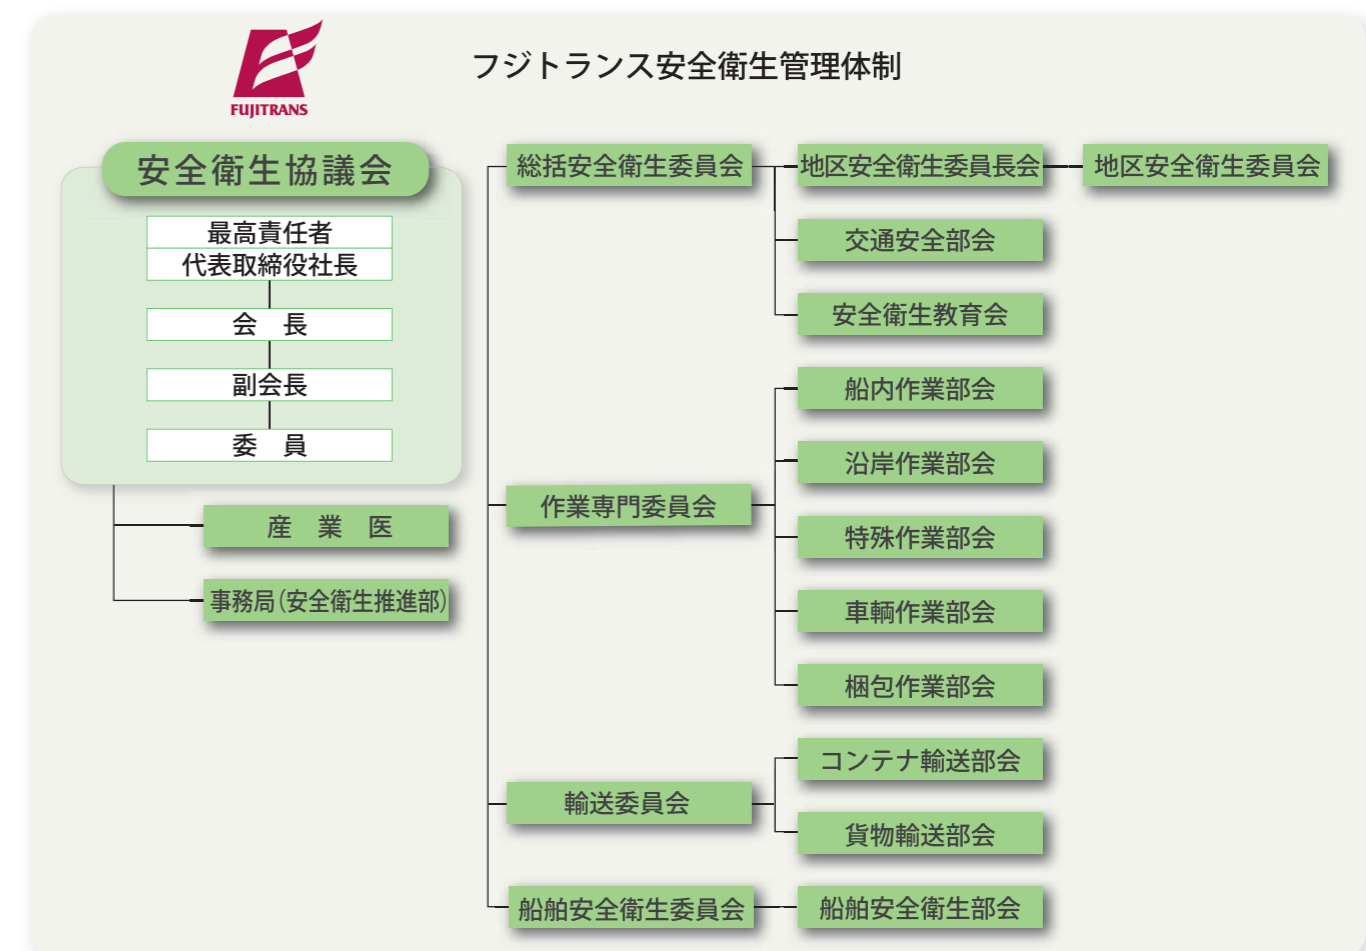 FUJITRANS
フジトランス安全衛生管理体制
安全衛生協議会
最高責任者
代表取締役社長
会　長
副会長
委　員
産　業　医
事務局（安全衛生推進部）
総括安全衛生委員会
地区安全衛生委員長会
地区安全衛生委員会
交通安全部会
安全衛生教育会
作業専門委員会
船内作業部会
沿岸作業部会
特殊作業部会
車輌作業部会
梱包作業部会
輸送委員会
コンテナ輸送部会
貨物輸送部会
船舶安全衛生委員会
船舶安全衛生部会